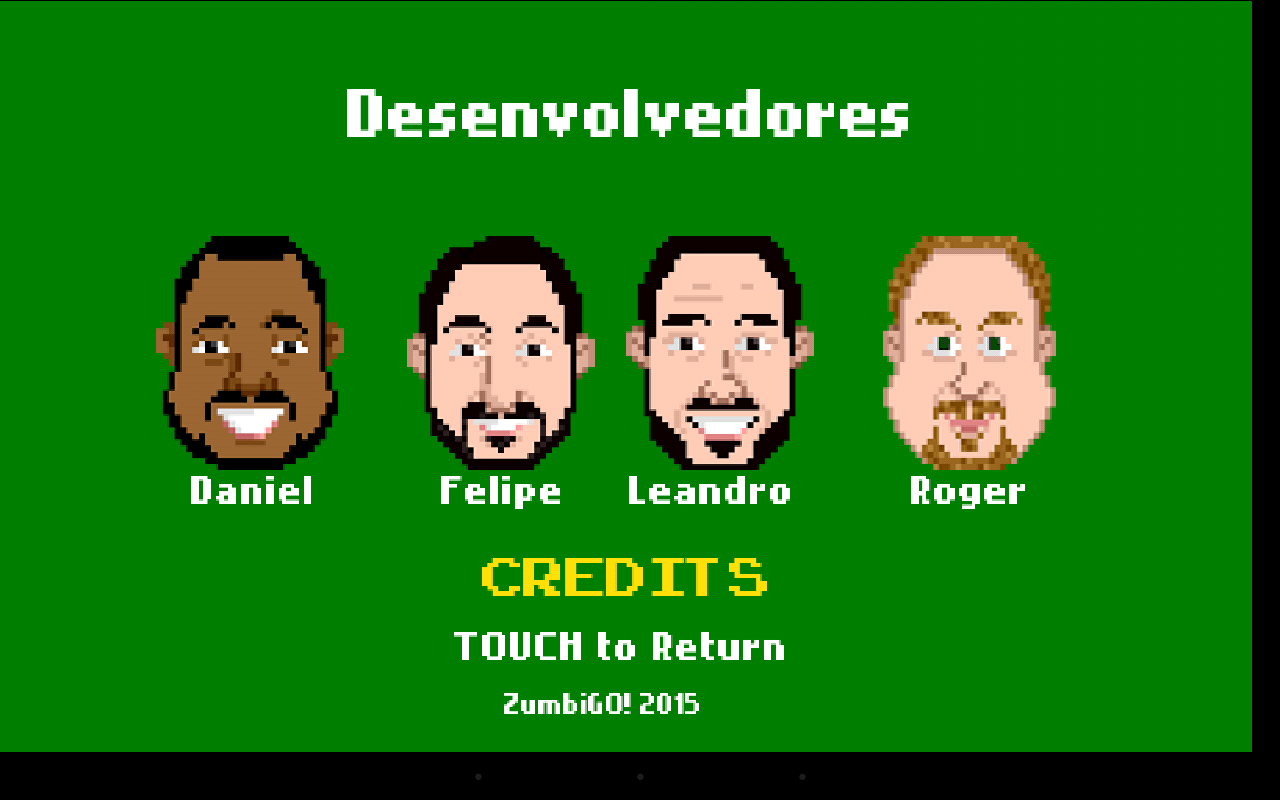 Desenvolvedores
Daniel Felipe Leandro Roger
CREDITS
TOUCH to Return
ZumbiGO! 2015